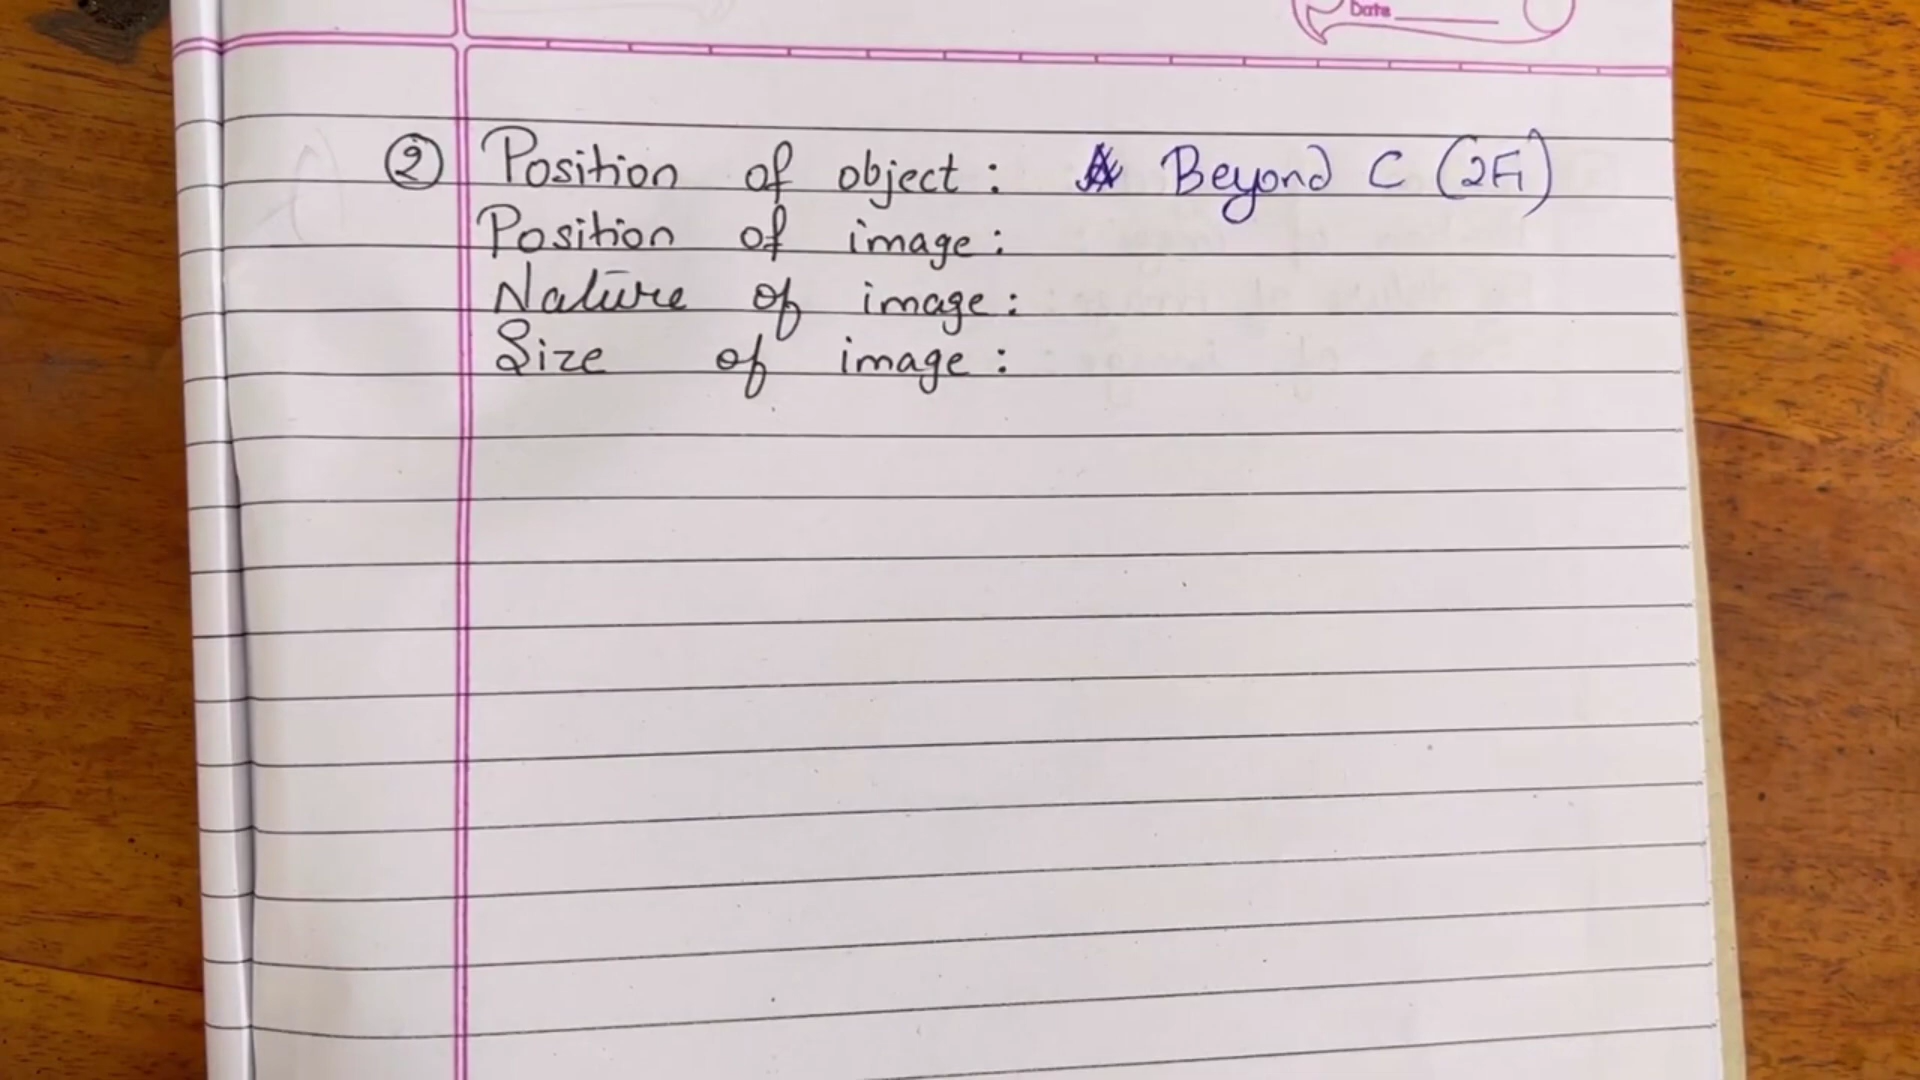 Date
② Position of object: Beyond C (2F1)
Position of image:
Nature of image:
Size of image: